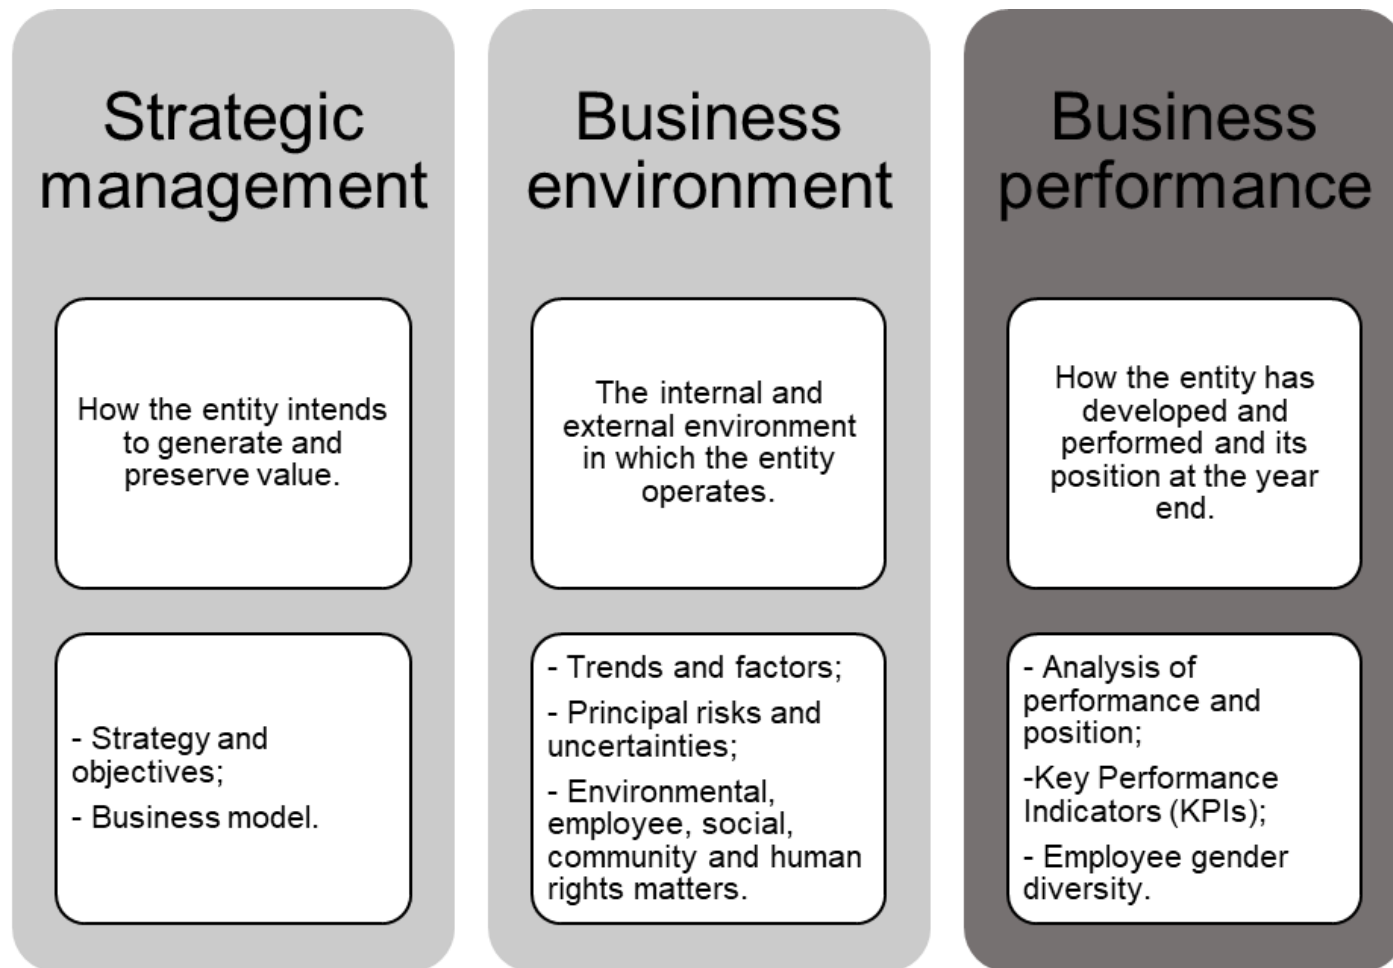 Strategic
management
How the entity intends
to generate and
preserve value.
- Strategy and
objectives;
- Business model.
Business
environment
The internal and
external environment
in which the entity
operates.
- Trends and factors;
- Principal risks and
uncertainties;
- Environmental,
employee, social,
community and human
rights matters.
Business
performance
How the entity has
developed and
performed and its
position at the year
end.
- Analysis of
performance and
position;
-Key Performance
Indicators (KPIs);
- Employee gender
diversity.